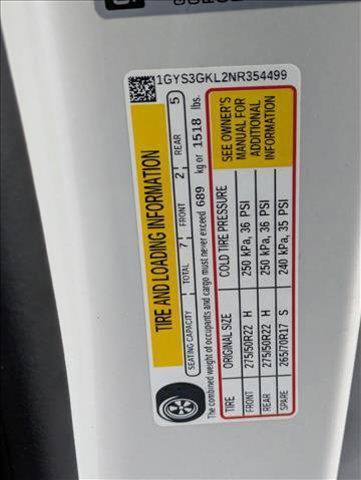 1GYS3GKL2NR354499
TIRE AND LOADING INFORMATION
SEATING CAPACITY TOTAL 7 FRONT 2 REAR 5
The combined weight of occupants and cargo must never exceed 689 kg or 1518 lbs.
TIRE ORIGINAL SIZE COLD TIRE PRESSURE
FRONT 275/50R22 H 250 kPa, 36 PSI
REAR 275/50R22 H 250 kPa, 36 PSI
SPARE 265/70R17 S 240 kPa, 35 PSI
SEE OWNER'S
MANUAL FOR
ADDITIONAL
INFORMATION